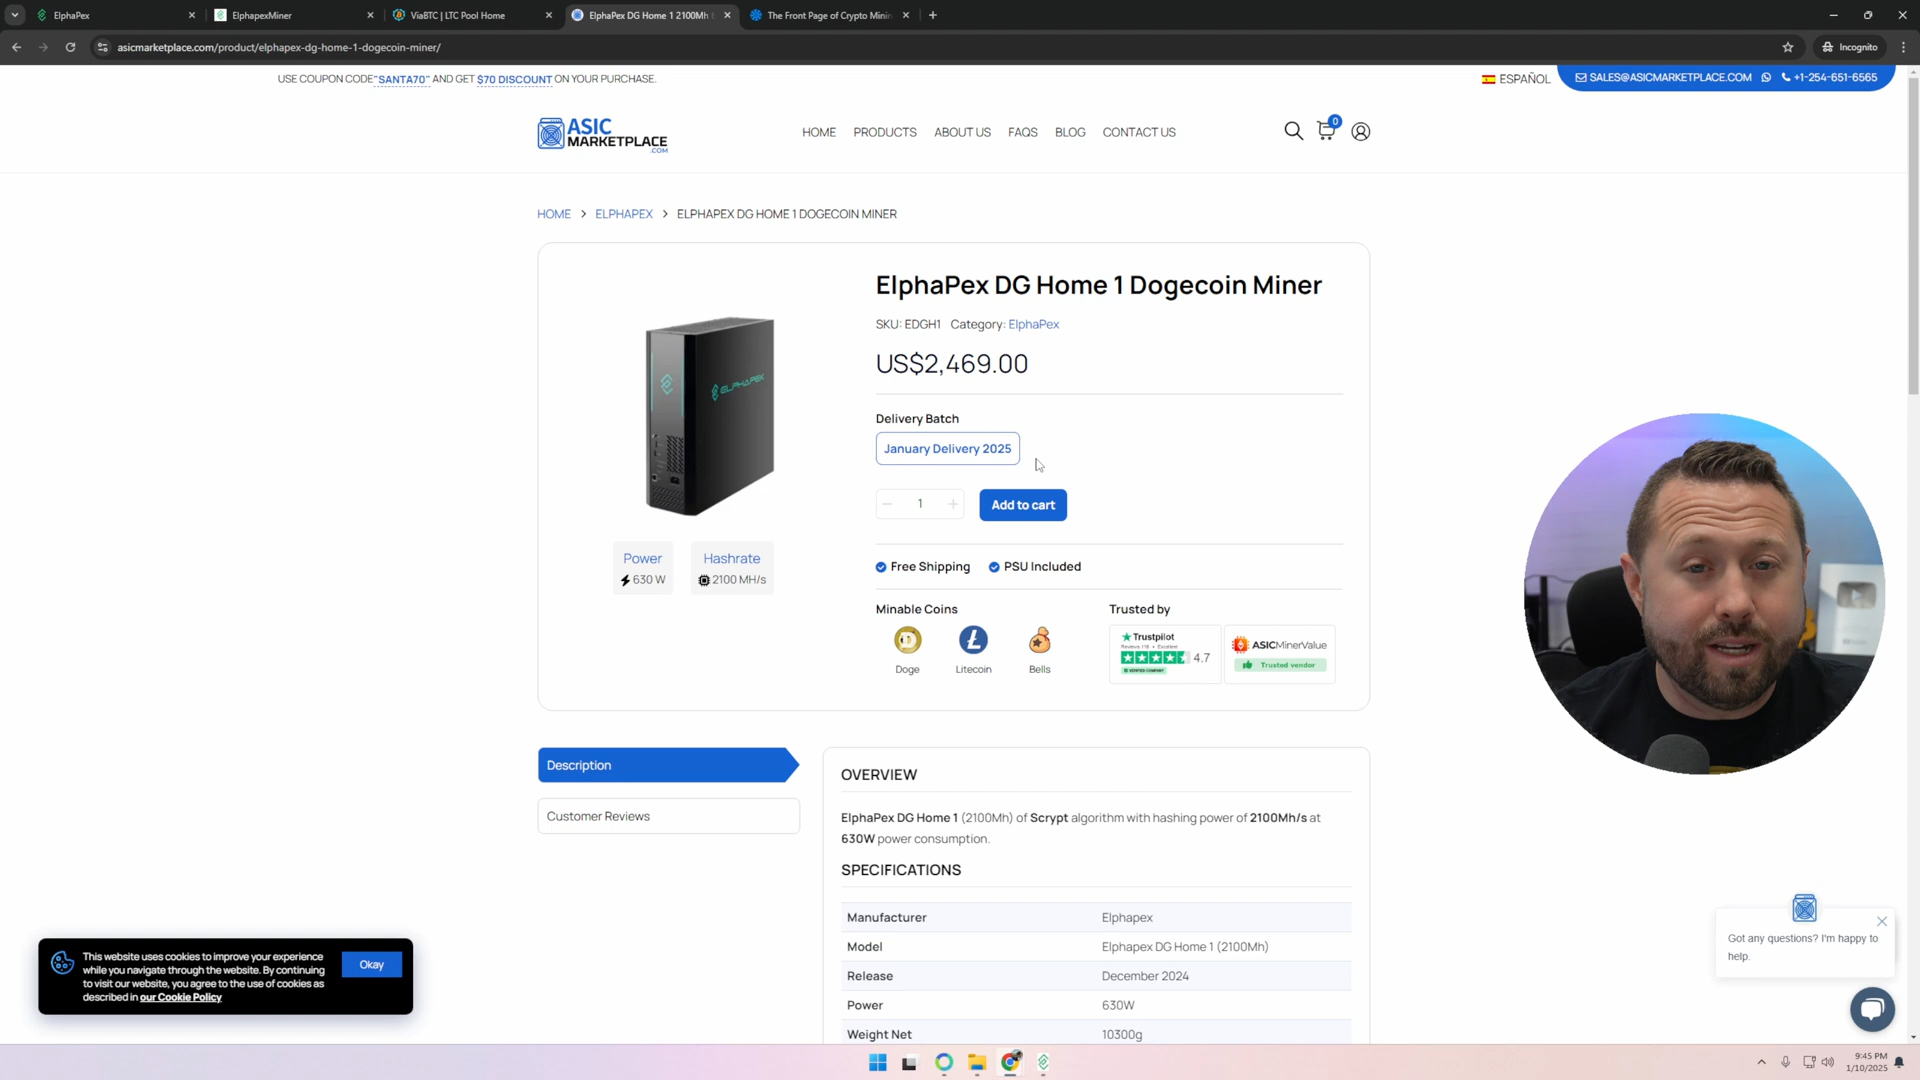 ElphaPex
ElphapexMiner
ViaBTC | LTC Pool Home
ElphaPex DG Home 1 2100Mh
The Front Page of Crypto Minin
asicmarketplace.com/product/elphapex-dg-home-1-dogecoin-miner/
Incognito
USE COUPON CODE"SANTA70" AND GET $70 DISCOUNT ON YOUR PURCHASE.
ESPAÑOL
SALES@ASICMARKETPLACE.COM
+1-254-651-6565
ASIC
MARKETPLACE
.COM
HOME PRODUCTS ABOUT US FAQS BLOG CONTACT US
0
HOME > ELPHAPEX > ELPHAPEX DG HOME 1 DOGECOIN MINER
ElphaPex DG Home 1 Dogecoin Miner
SKU: EDGH1 Category: ElphaPex
US$2,469.00
ELPHAPEX
Delivery Batch
January Delivery 2025
1
Add to cart
Power
630 W
Hashrate
2100 MH/s
Free Shipping
PSU Included
Minable Coins
Doge
Litecoin
Bells
Trusted by
Trustpilot
Reviews 118 • Excellent
4.7
VERIFIED COMPANY
ASICMinerValue
Trusted vendor
Description
Customer Reviews
OVERVIEW
ElphaPex DG Home 1 (2100Mh) of Scrypt algorithm with hashing power of 2100Mh/s at
630W power consumption.
SPECIFICATIONS
Manufacturer Elphapex
Model Elphapex DG Home 1 (2100Mh)
Release December 2024
Power 630W
Weight Net 10300g
This website uses cookies to improve your experience
while you navigate through the website. By continuing
to visit our website, you agree to the use of cookies as
described in our Cookie Policy
Okay
Got any questions? I'm happy to
help.
9:45 PM
1/10/2025